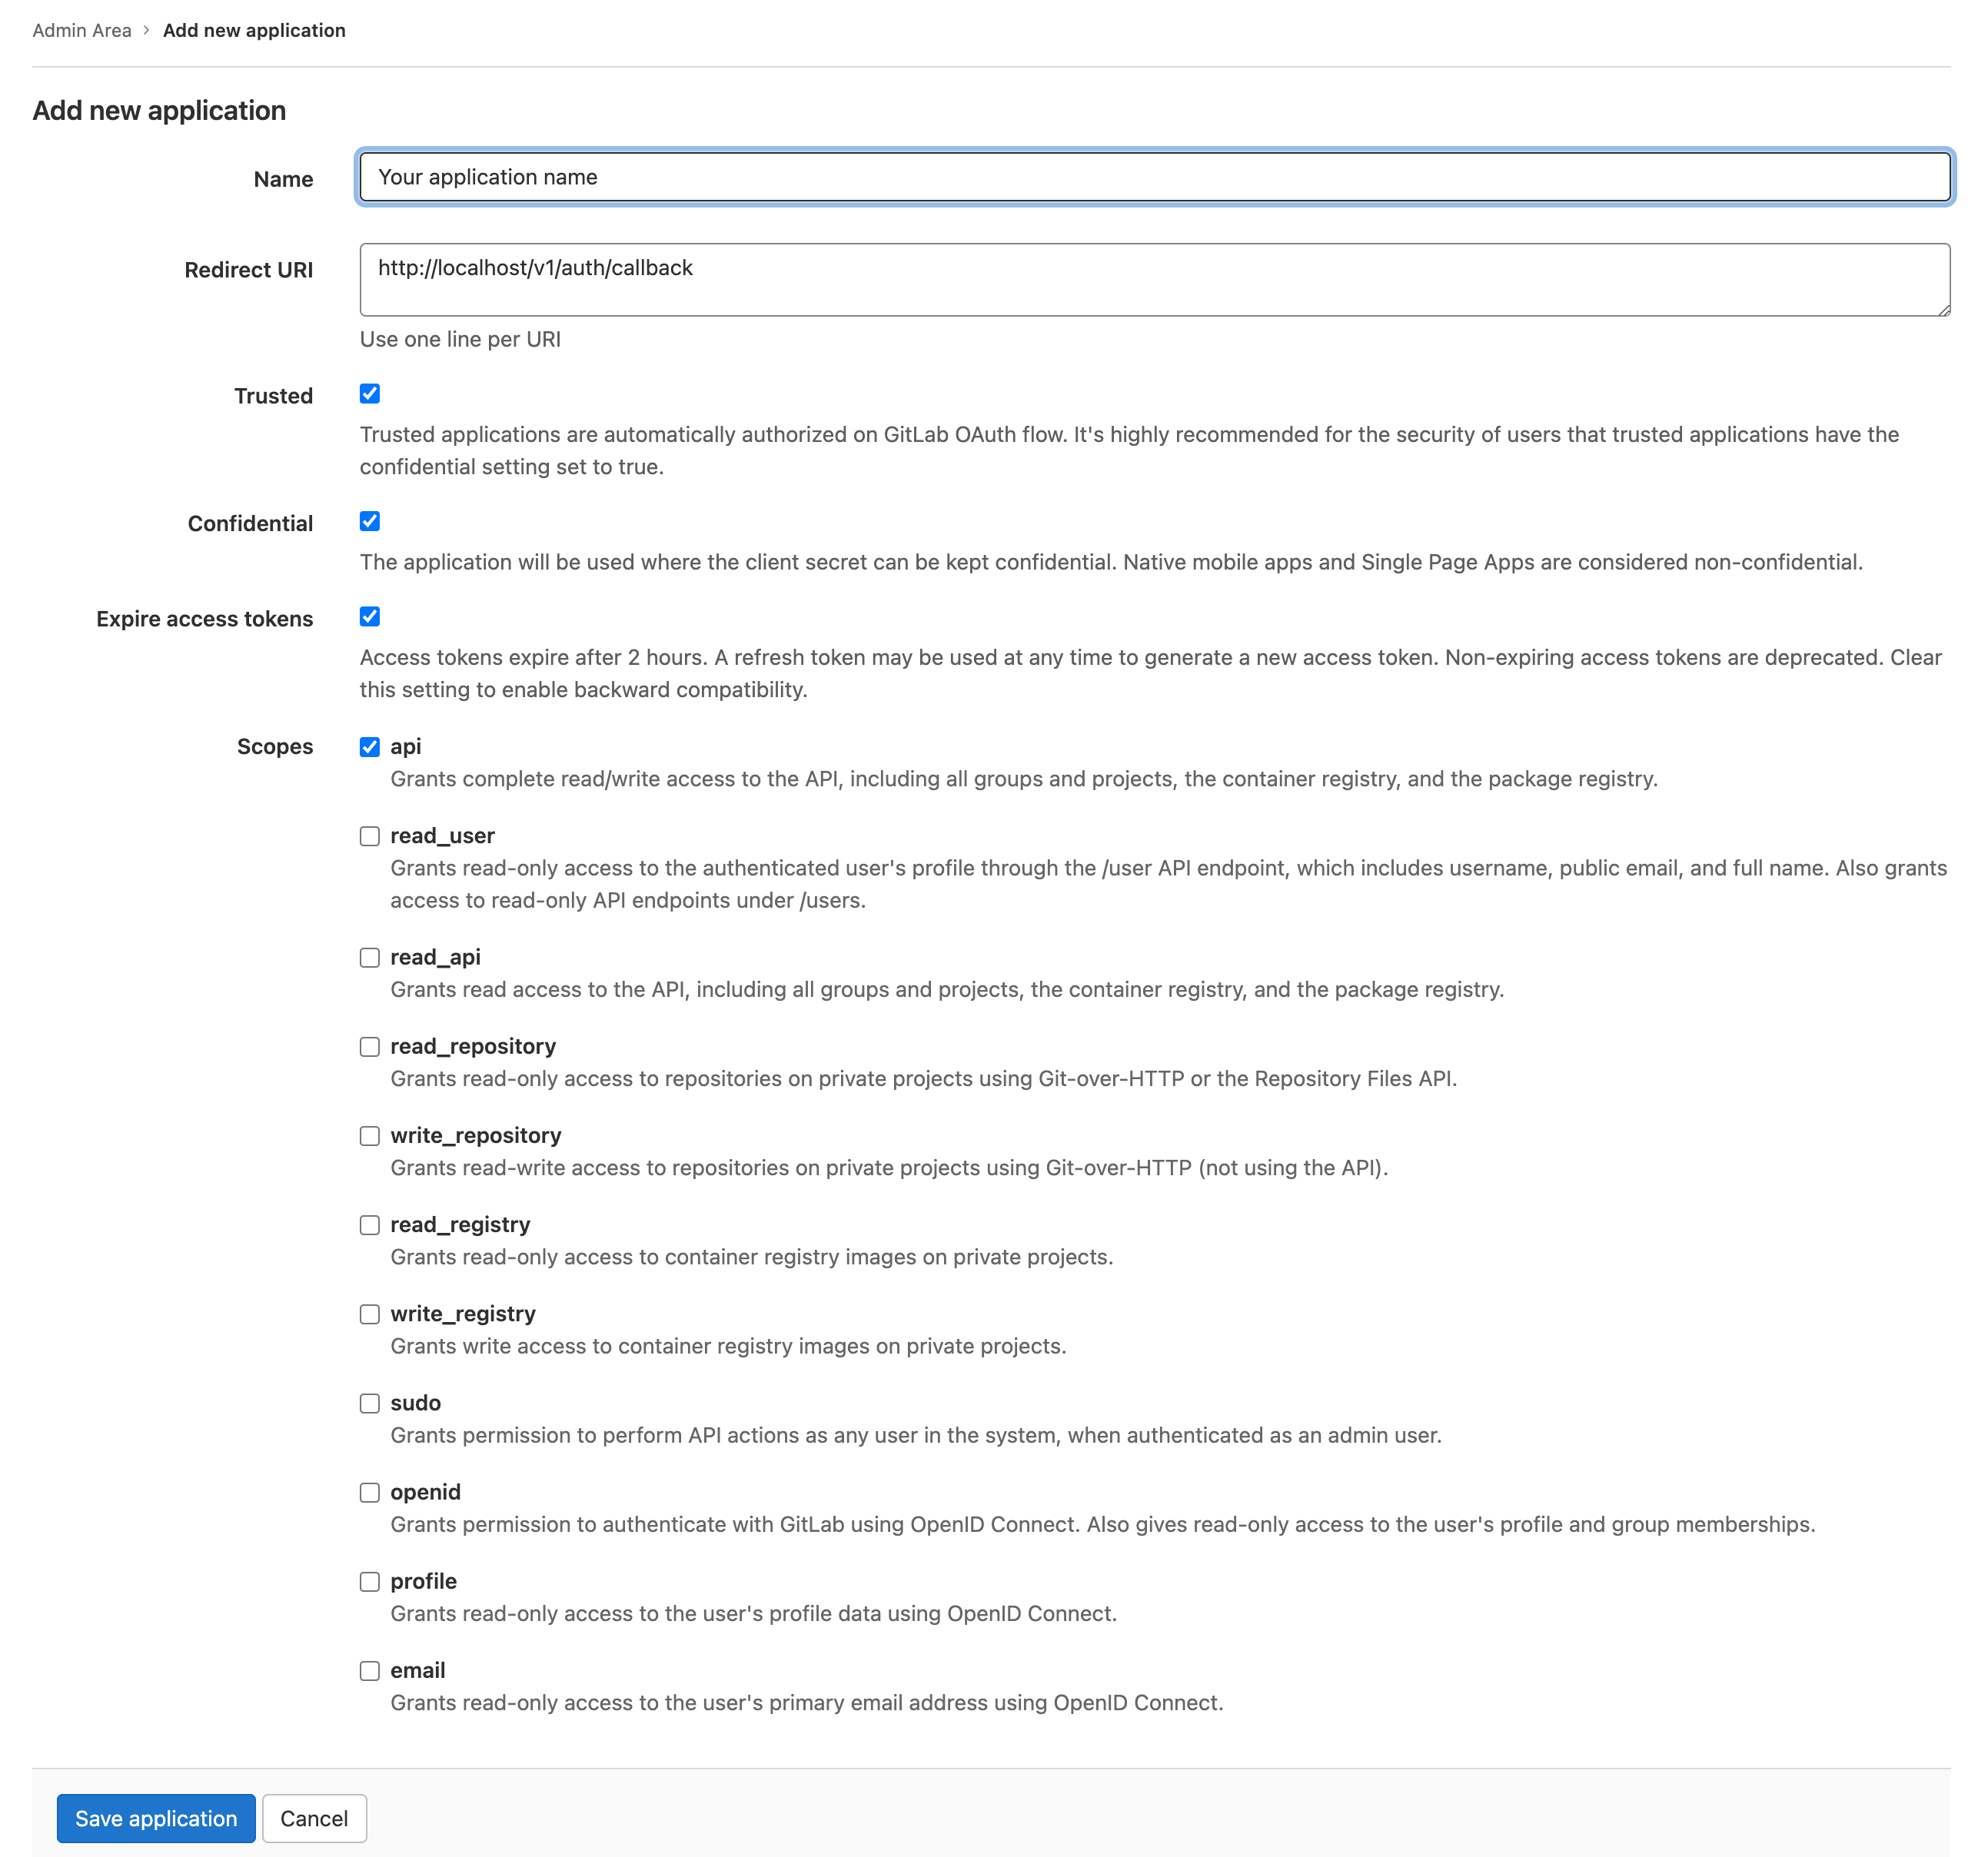 Admin Area › Add new application
Add new application
Name
Your application name
Redirect URI
http://localhost/v1/auth/callback
Use one line per URI
Trusted
Trusted applications are automatically authorized on GitLab OAuth flow. It's highly recommended for the security of users that trusted applications have the
confidential setting set to true.
Confidential
The application will be used where the client secret can be kept confidential. Native mobile apps and Single Page Apps are considered non-confidential.
Expire access tokens
Access tokens expire after 2 hours. A refresh token may be used at any time to generate a new access token. Non-expiring access tokens are deprecated. Clear
this setting to enable backward compatibility.
Scopes
api
Grants complete read/write access to the API, including all groups and projects, the container registry, and the package registry.
read_user
Grants read-only access to the authenticated user's profile through the /user API endpoint, which includes username, public email, and full name. Also grants
access to read-only API endpoints under /users.
read_api
Grants read access to the API, including all groups and projects, the container registry, and the package registry.
read_repository
Grants read-only access to repositories on private projects using Git-over-HTTP or the Repository Files API.
write_repository
Grants read-write access to repositories on private projects using Git-over-HTTP (not using the API).
read_registry
Grants read-only access to container registry images on private projects.
write_registry
Grants write access to container registry images on private projects.
sudo
Grants permission to perform API actions as any user in the system, when authenticated as an admin user.
openid
Grants permission to authenticate with GitLab using OpenID Connect. Also gives read-only access to the user's profile and group memberships.
profile
Grants read-only access to the user's profile data using OpenID Connect.
email
Grants read-only access to the user's primary email address using OpenID Connect.
Save application
Cancel